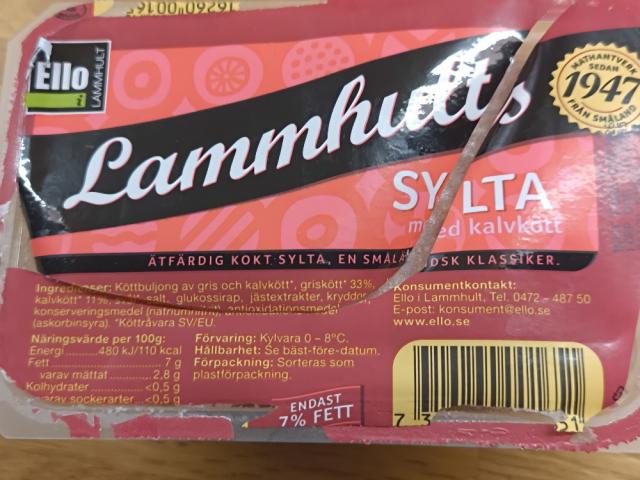 Ello
LAMMHULT
MATHANTVERK
SEDAN
1947
FRÅN SMÅLAND
Lammhults
SYLTA
med kalvkött
ÄTFÄRDIG KOKT SYLTA, EN SMÅLÄNDSK KLASSIKER.
Ingredienser: Köttbuljong av gris och kalvkött*, griskött* 33%,
kalvkött* 11%, salt, glukossirap, jästextrakter, kryddor,
konserveringsmedel (natriumnitrit), antioxidationsmedel
(askorbinsyra). *Köttråvara SV/EU.
Näringsvärde per 100g:
Energi 480 kJ/110 kcal
Fett 7 g
varav mättat 2,8 g
Kolhydrater <0,5 g
varav sockerarter <0,5 g
Förvaring: Kylvara 0 – 8°C.
Hållbarhet: Se bäst-före-datum.
Förpackning: Sorteras som
plastförpackning.
Konsumentkontakt:
Ello i Lammhult, Tel. 0472 – 487 50
E-post: konsument@ello.se
www.ello.se
ENDAST
7% FETT
7 3 51